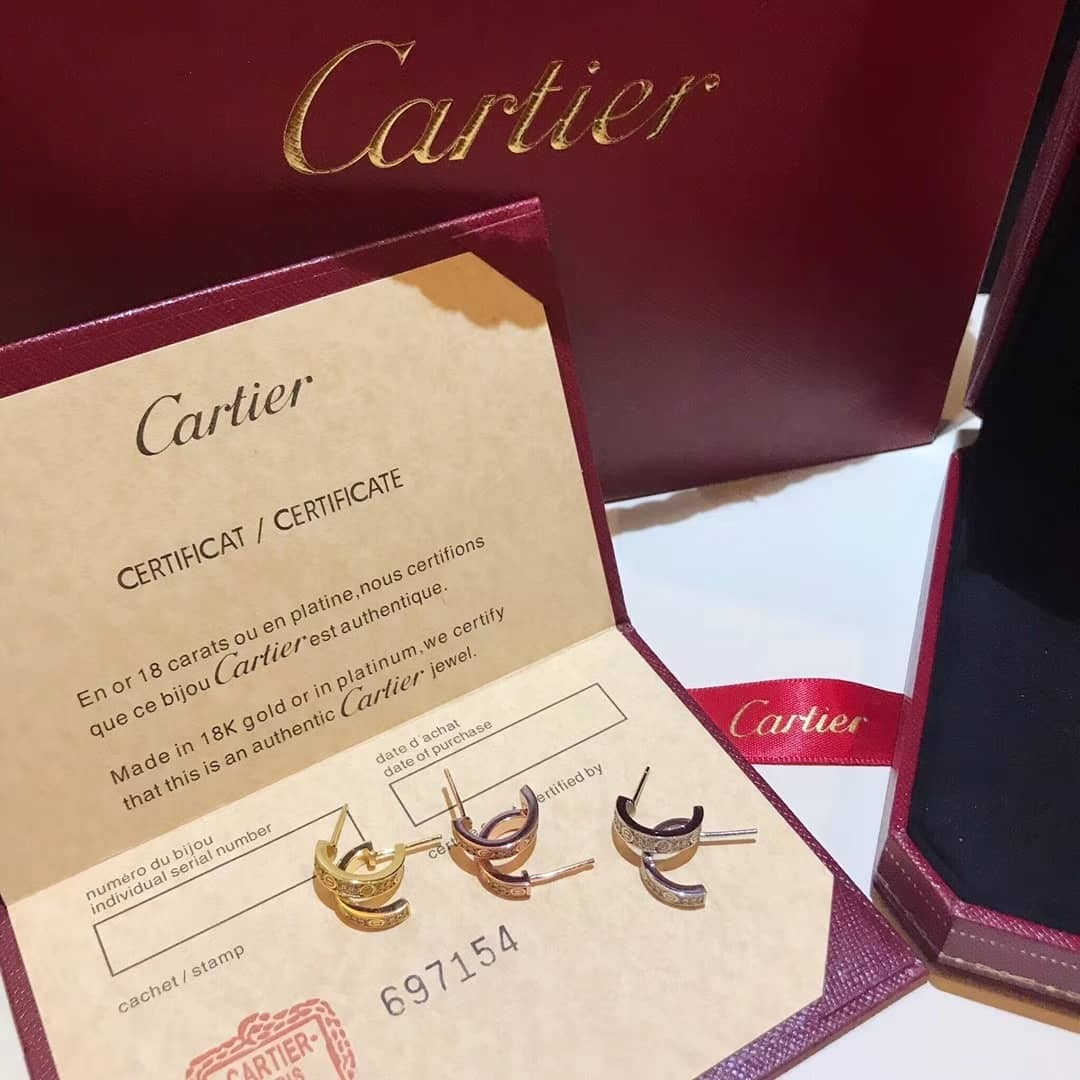 Cartier
Cartier
CERTIFICAT / CERTIFICATE
En or 18 carats ou en platine,nous certifions
que ce bijou Cartier est authentique.
Made in 18K gold or in platinum,we certify
that this is an authentic Cartier jewel.
date d'achat
date of purchase
numéro du bijou
individual serial number
ertified by
cachet / stamp
697154
CARTIER-
Cartier